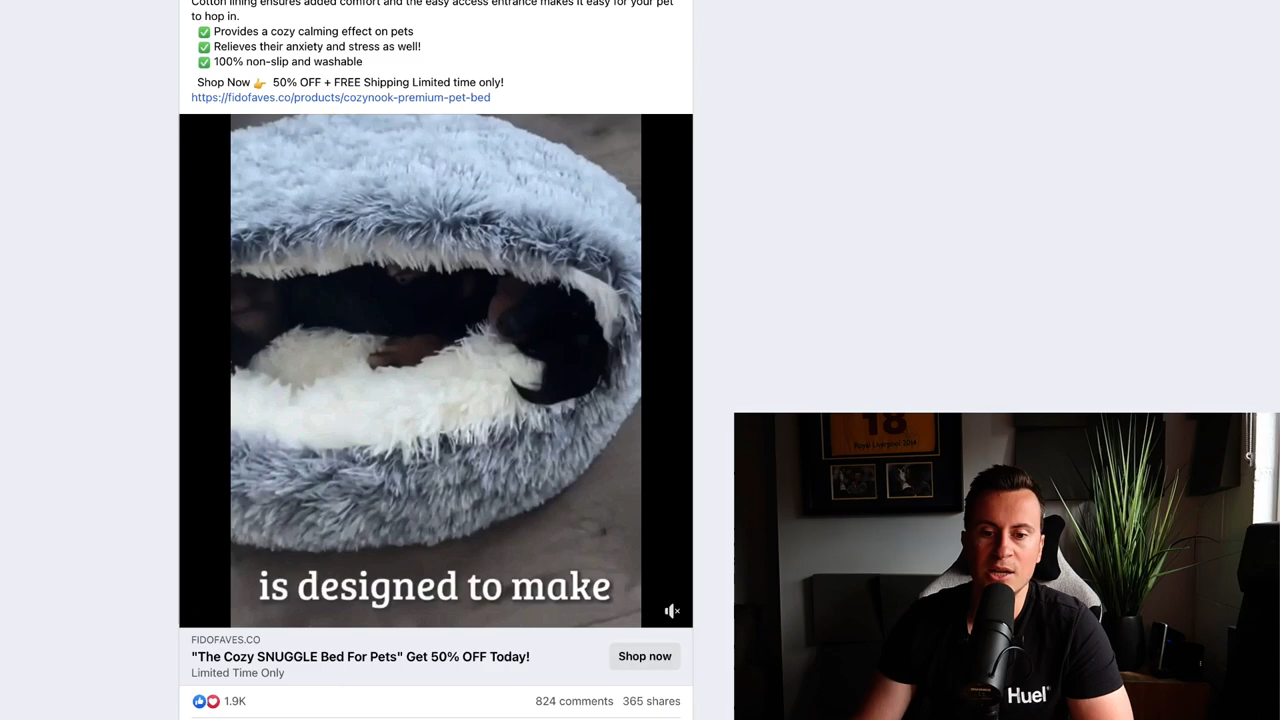 Cotton lining ensures added comfort and the easy access entrance makes it easy for your pet
to hop in.
✅ Provides a cozy calming effect on pets
✅ Relieves their anxiety and stress as well!
✅ 100% non-slip and washable
Shop Now 👉 50% OFF + FREE Shipping Limited time only!
https://fidofaves.co/products/cozynook-premium-pet-bed
is designed to make
FIDOFAVES.CO
"The Cozy SNUGGLE Bed For Pets" Get 50% OFF Today!
Shop now
Limited Time Only
1.9K
824 comments 365 shares
18
Royal Liverpool 2014
Huel